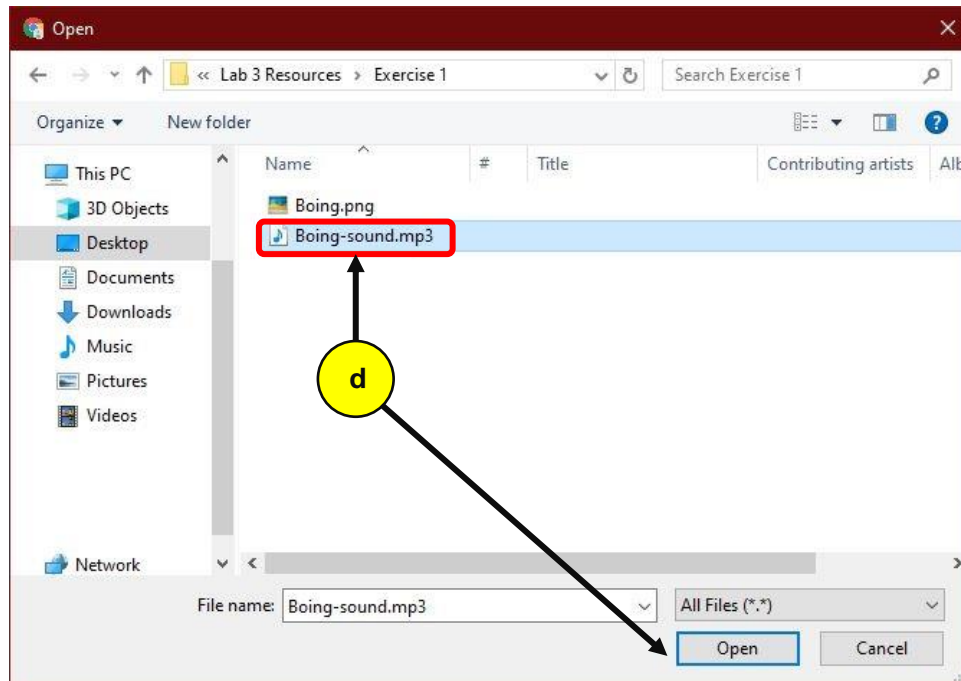 Open
« Lab 3 Resources › Exercise 1
Search Exercise 1
Organize
New folder
?
Name
#
Title
Contributing artists
Alb
This PC
3D Objects
Desktop
Documents
Downloads
Music
Pictures
Videos
Network
Boing.png
Boing-sound.mp3
d
File name:
Boing-sound.mp3
All Files (*.*)
Open
Cancel